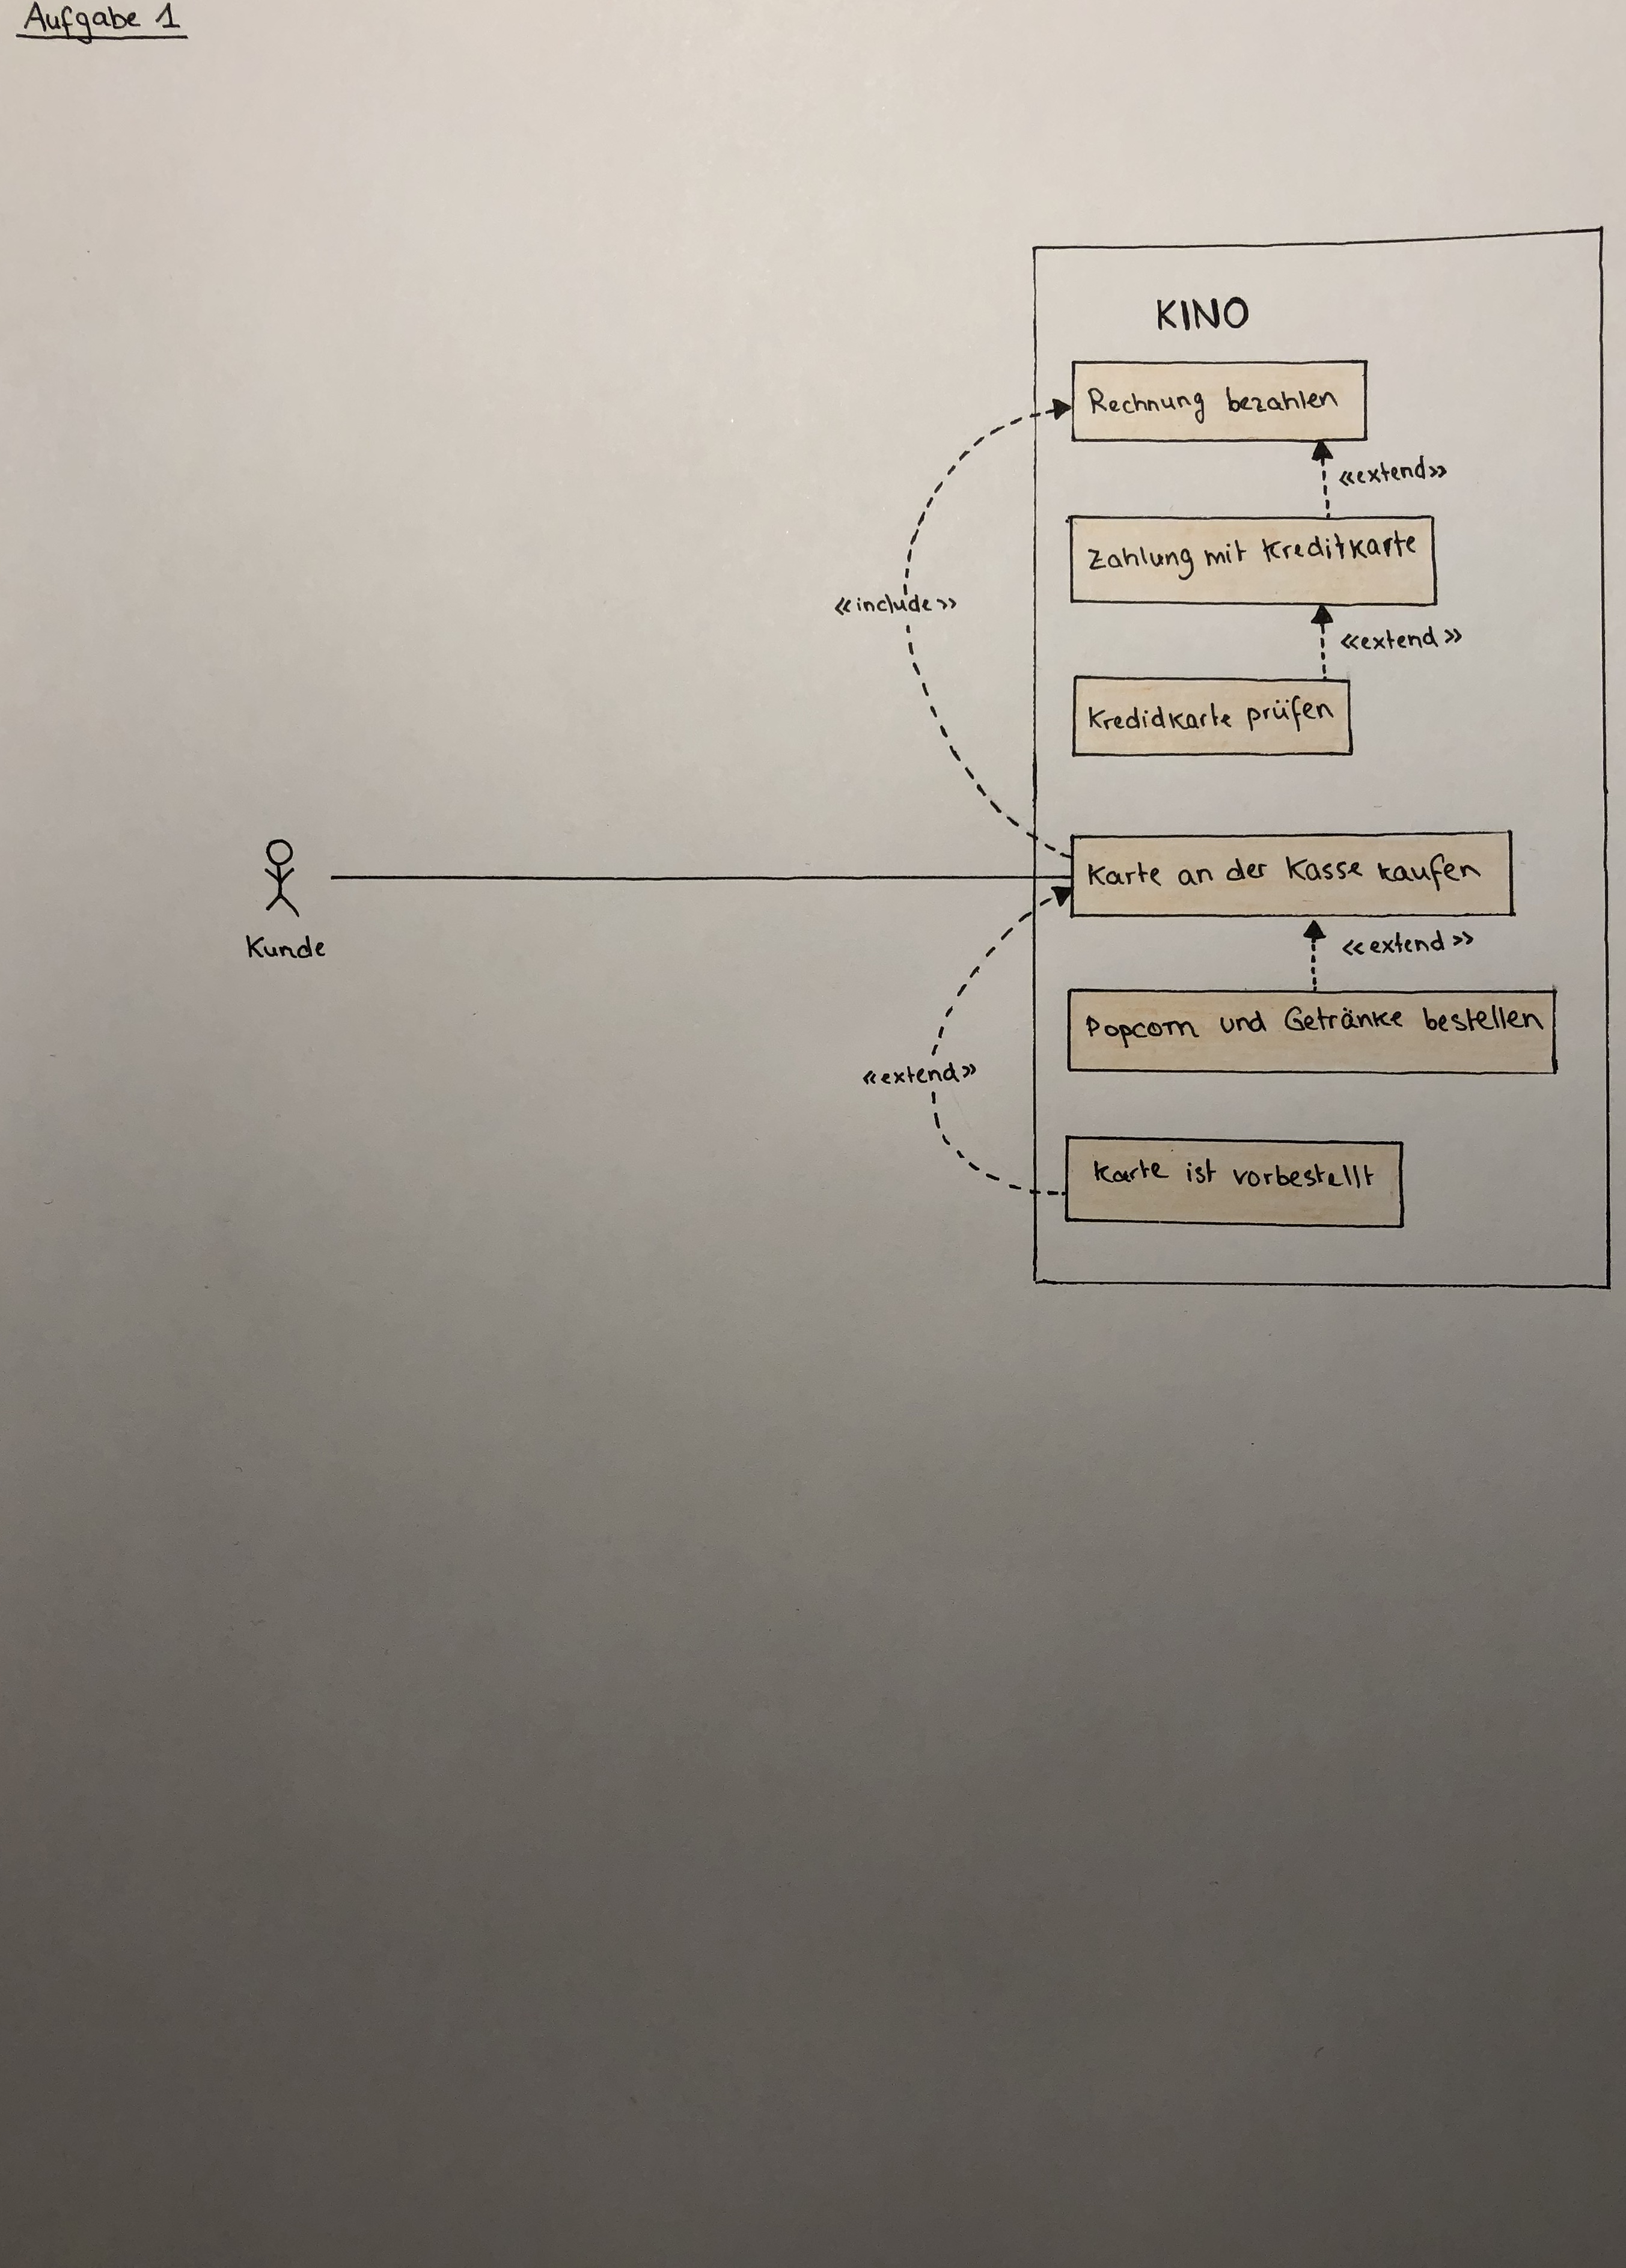 Aufgabe 1
KINO
Rechnung bezahlen
«extend»
Zahlung mit Kreditkarte
«include»
«extend»
Kredidkarte prüfen
Karte an der Kasse kaufen
Kunde
«extend»
Popcorn und Getränke bestellen
«extend»
Karte ist vorbestellt